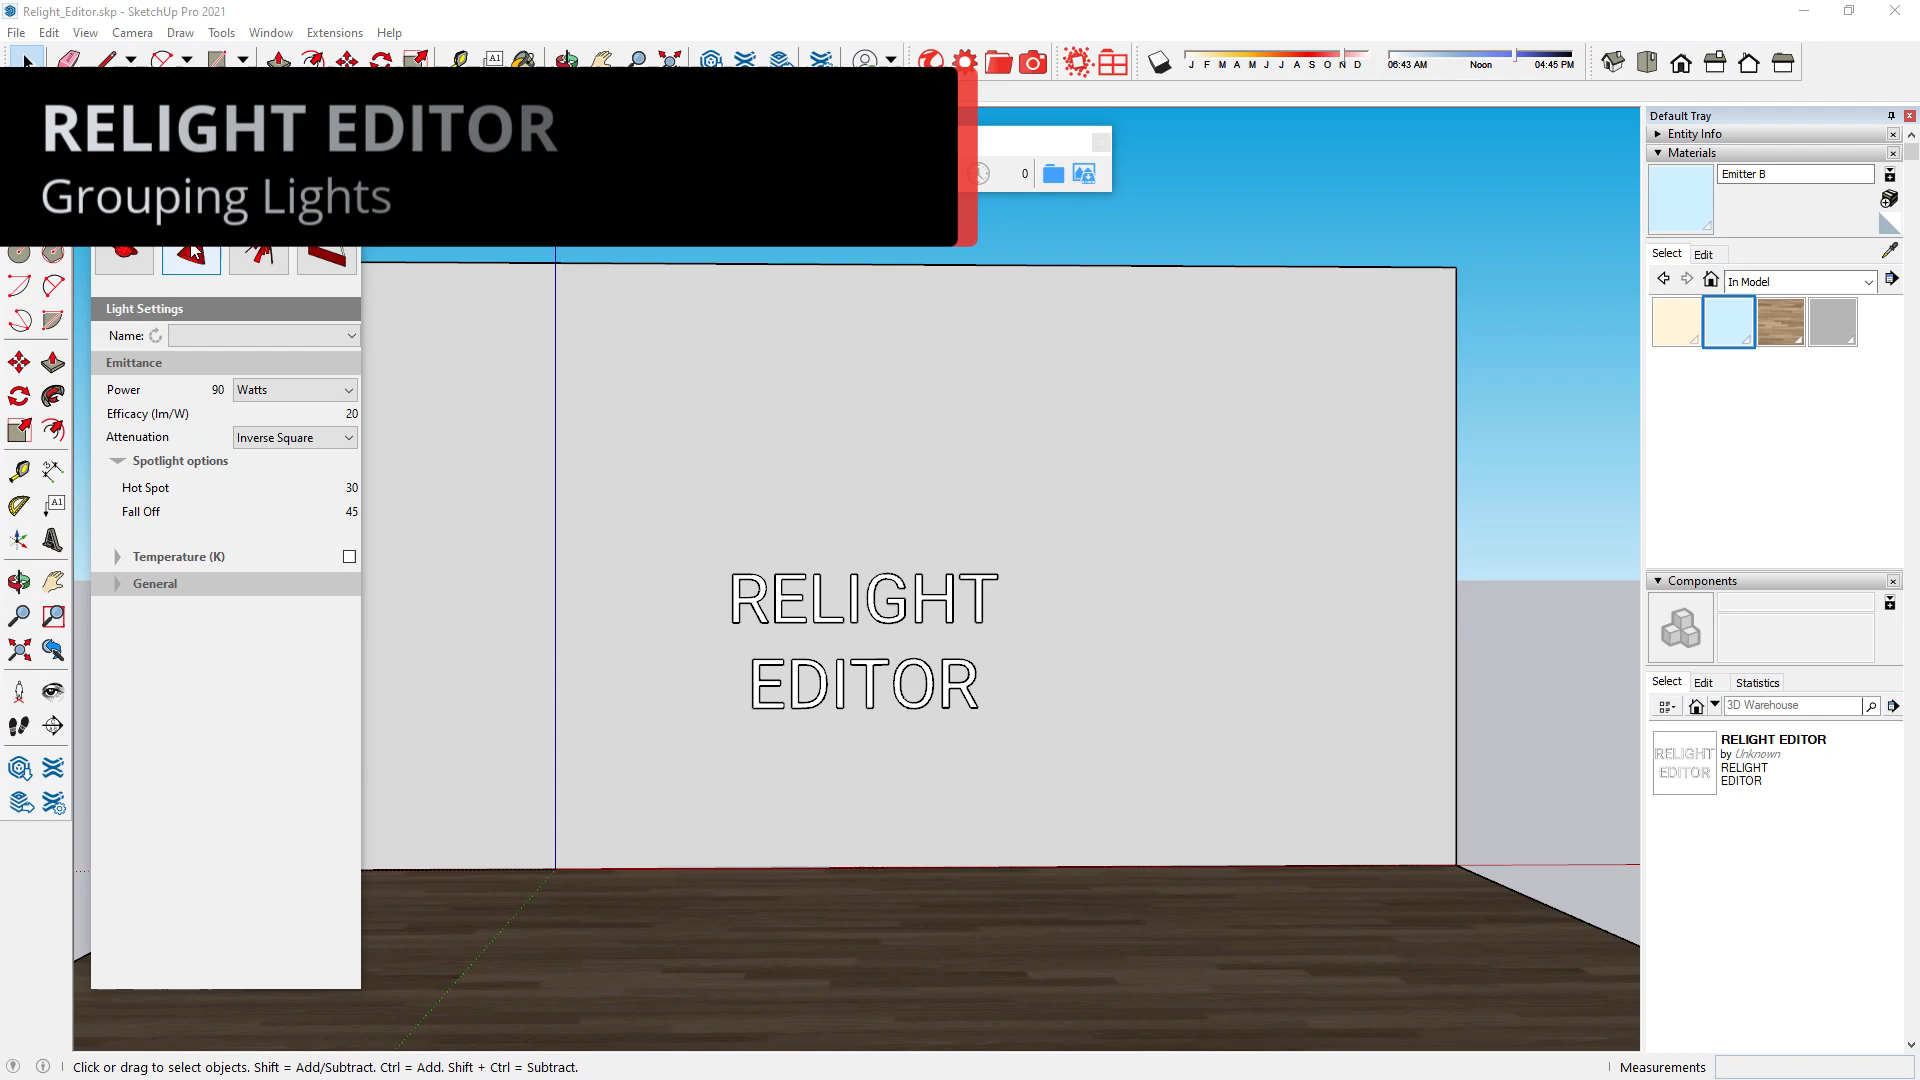 Relight_Editor.skp - SketchUp Pro 2021
File Edit View Camera Draw Tools Window Extensions Help
A1
J F M A M J J A S O N D
06:43 AM Noon 04:45 PM
RELIGHT EDITOR
Grouping Lights
0
Default Tray
Entity Info
Materials
Emitter B
Select Edit
In Model
Light Settings
Name:
Emittance
Power 90 Watts
Efficacy (lm/W) 20
Attenuation Inverse Square
Spotlight options
Hot Spot 30
Fall Off 45
Temperature (K)
General
A1
RELIGHT
EDITOR
Components
Select Edit Statistics
3D Warehouse
RELIGHT
EDITOR
RELIGHT EDITOR
by Unknown
RELIGHT
EDITOR
Click or drag to select objects. Shift = Add/Subtract. Ctrl = Add. Shift + Ctrl = Subtract.
Measurements